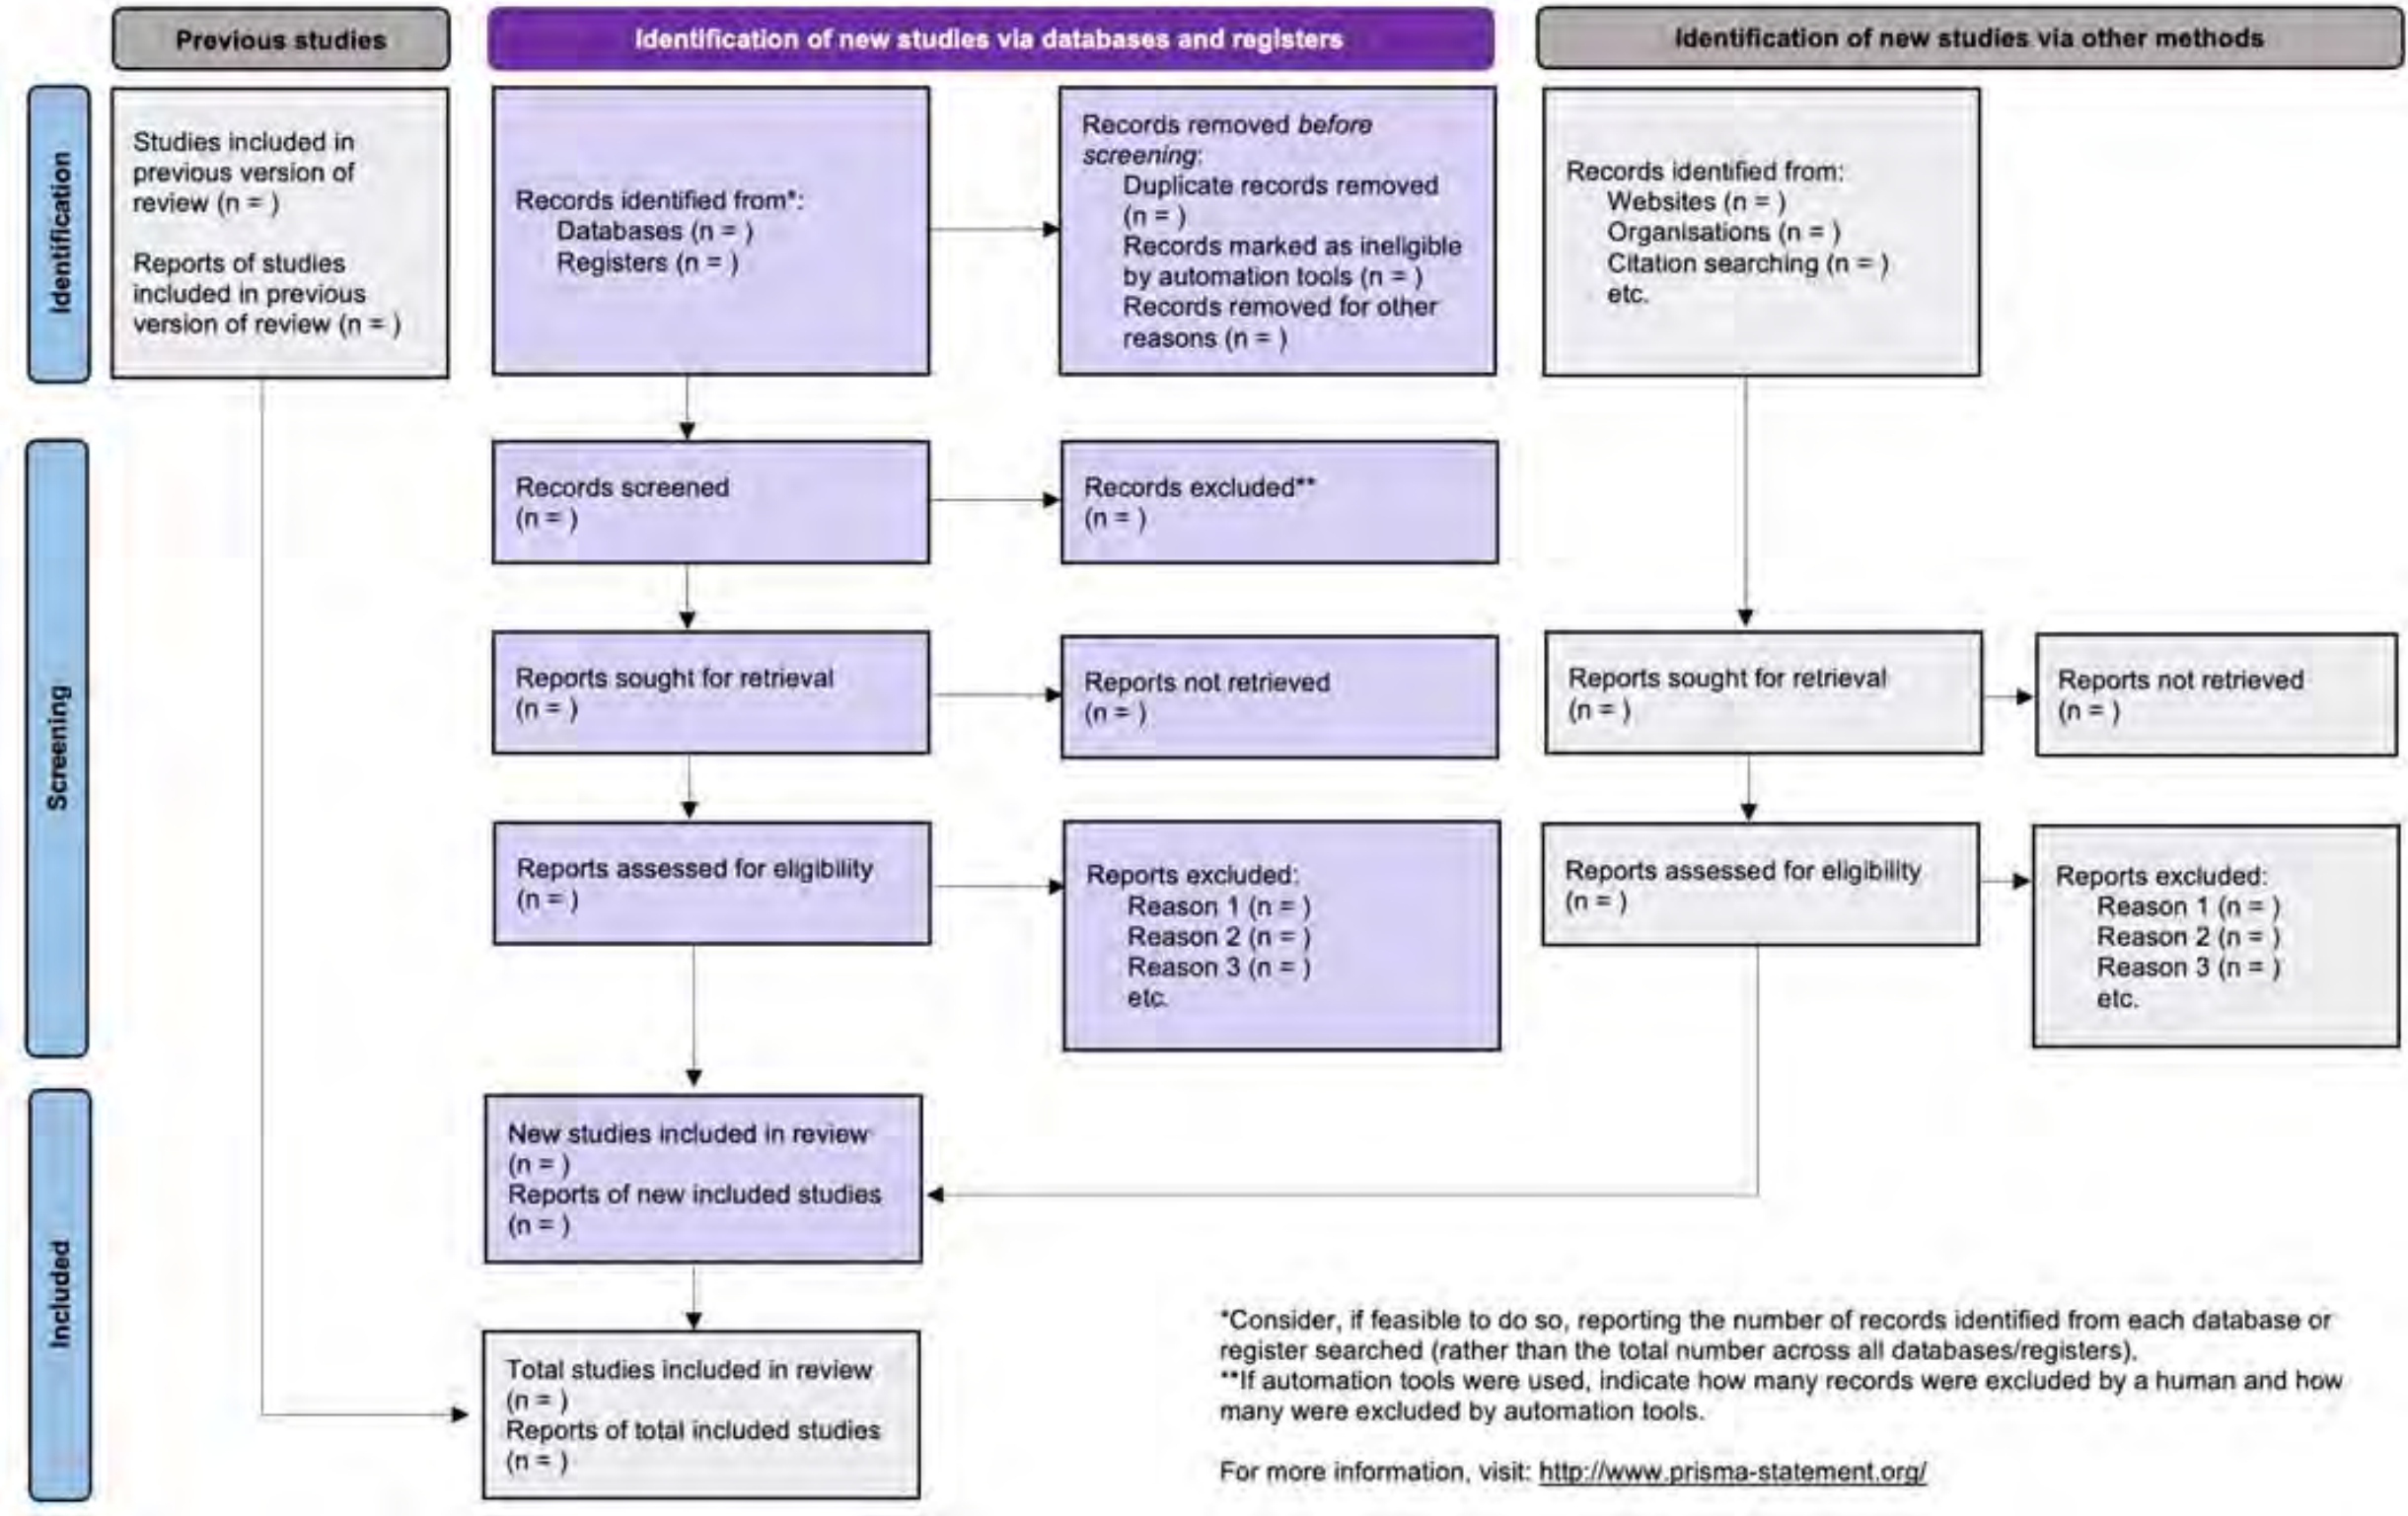 Previous studies
Identification of new studies via databases and registers
Identification of new studies via other methods
Identification
Studies included in
previous version of
review (n = )
Reports of studies
included in previous
version of review (n = )
Records identified from*:
Databases (n = )
Registers (n = )
Records removed before
screening:
Duplicate records removed
(n = )
Records marked as ineligible
by automation tools (n = )
Records removed for other
reasons (n = )
Records identified from:
Websites (n = )
Organisations (n = )
Citation searching (n = )
etc.
Screening
Records screened
(n = )
Records excluded**
(n = )
Reports sought for retrieval
(n = )
Reports not retrieved
(n = )
Reports sought for retrieval
(n = )
Reports not retrieved
(n = )
Reports assessed for eligibility
(n = )
Reports excluded:
Reason 1 (n = )
Reason 2 (n = )
Reason 3 (n = )
etc.
Reports assessed for eligibility
(n = )
Reports excluded:
Reason 1 (n = )
Reason 2 (n = )
Reason 3 (n = )
etc.
Included
New studies included in review
(n = )
Reports of new included studies
(n = )
Total studies included in review
(n = )
Reports of total included studies
(n = )
*Consider, if feasible to do so, reporting the number of records identified from each database or
register searched (rather than the total number across all databases/registers).
**If automation tools were used, indicate how many records were excluded by a human and how
many were excluded by automation tools.
For more information, visit: http://www.prisma-statement.org/